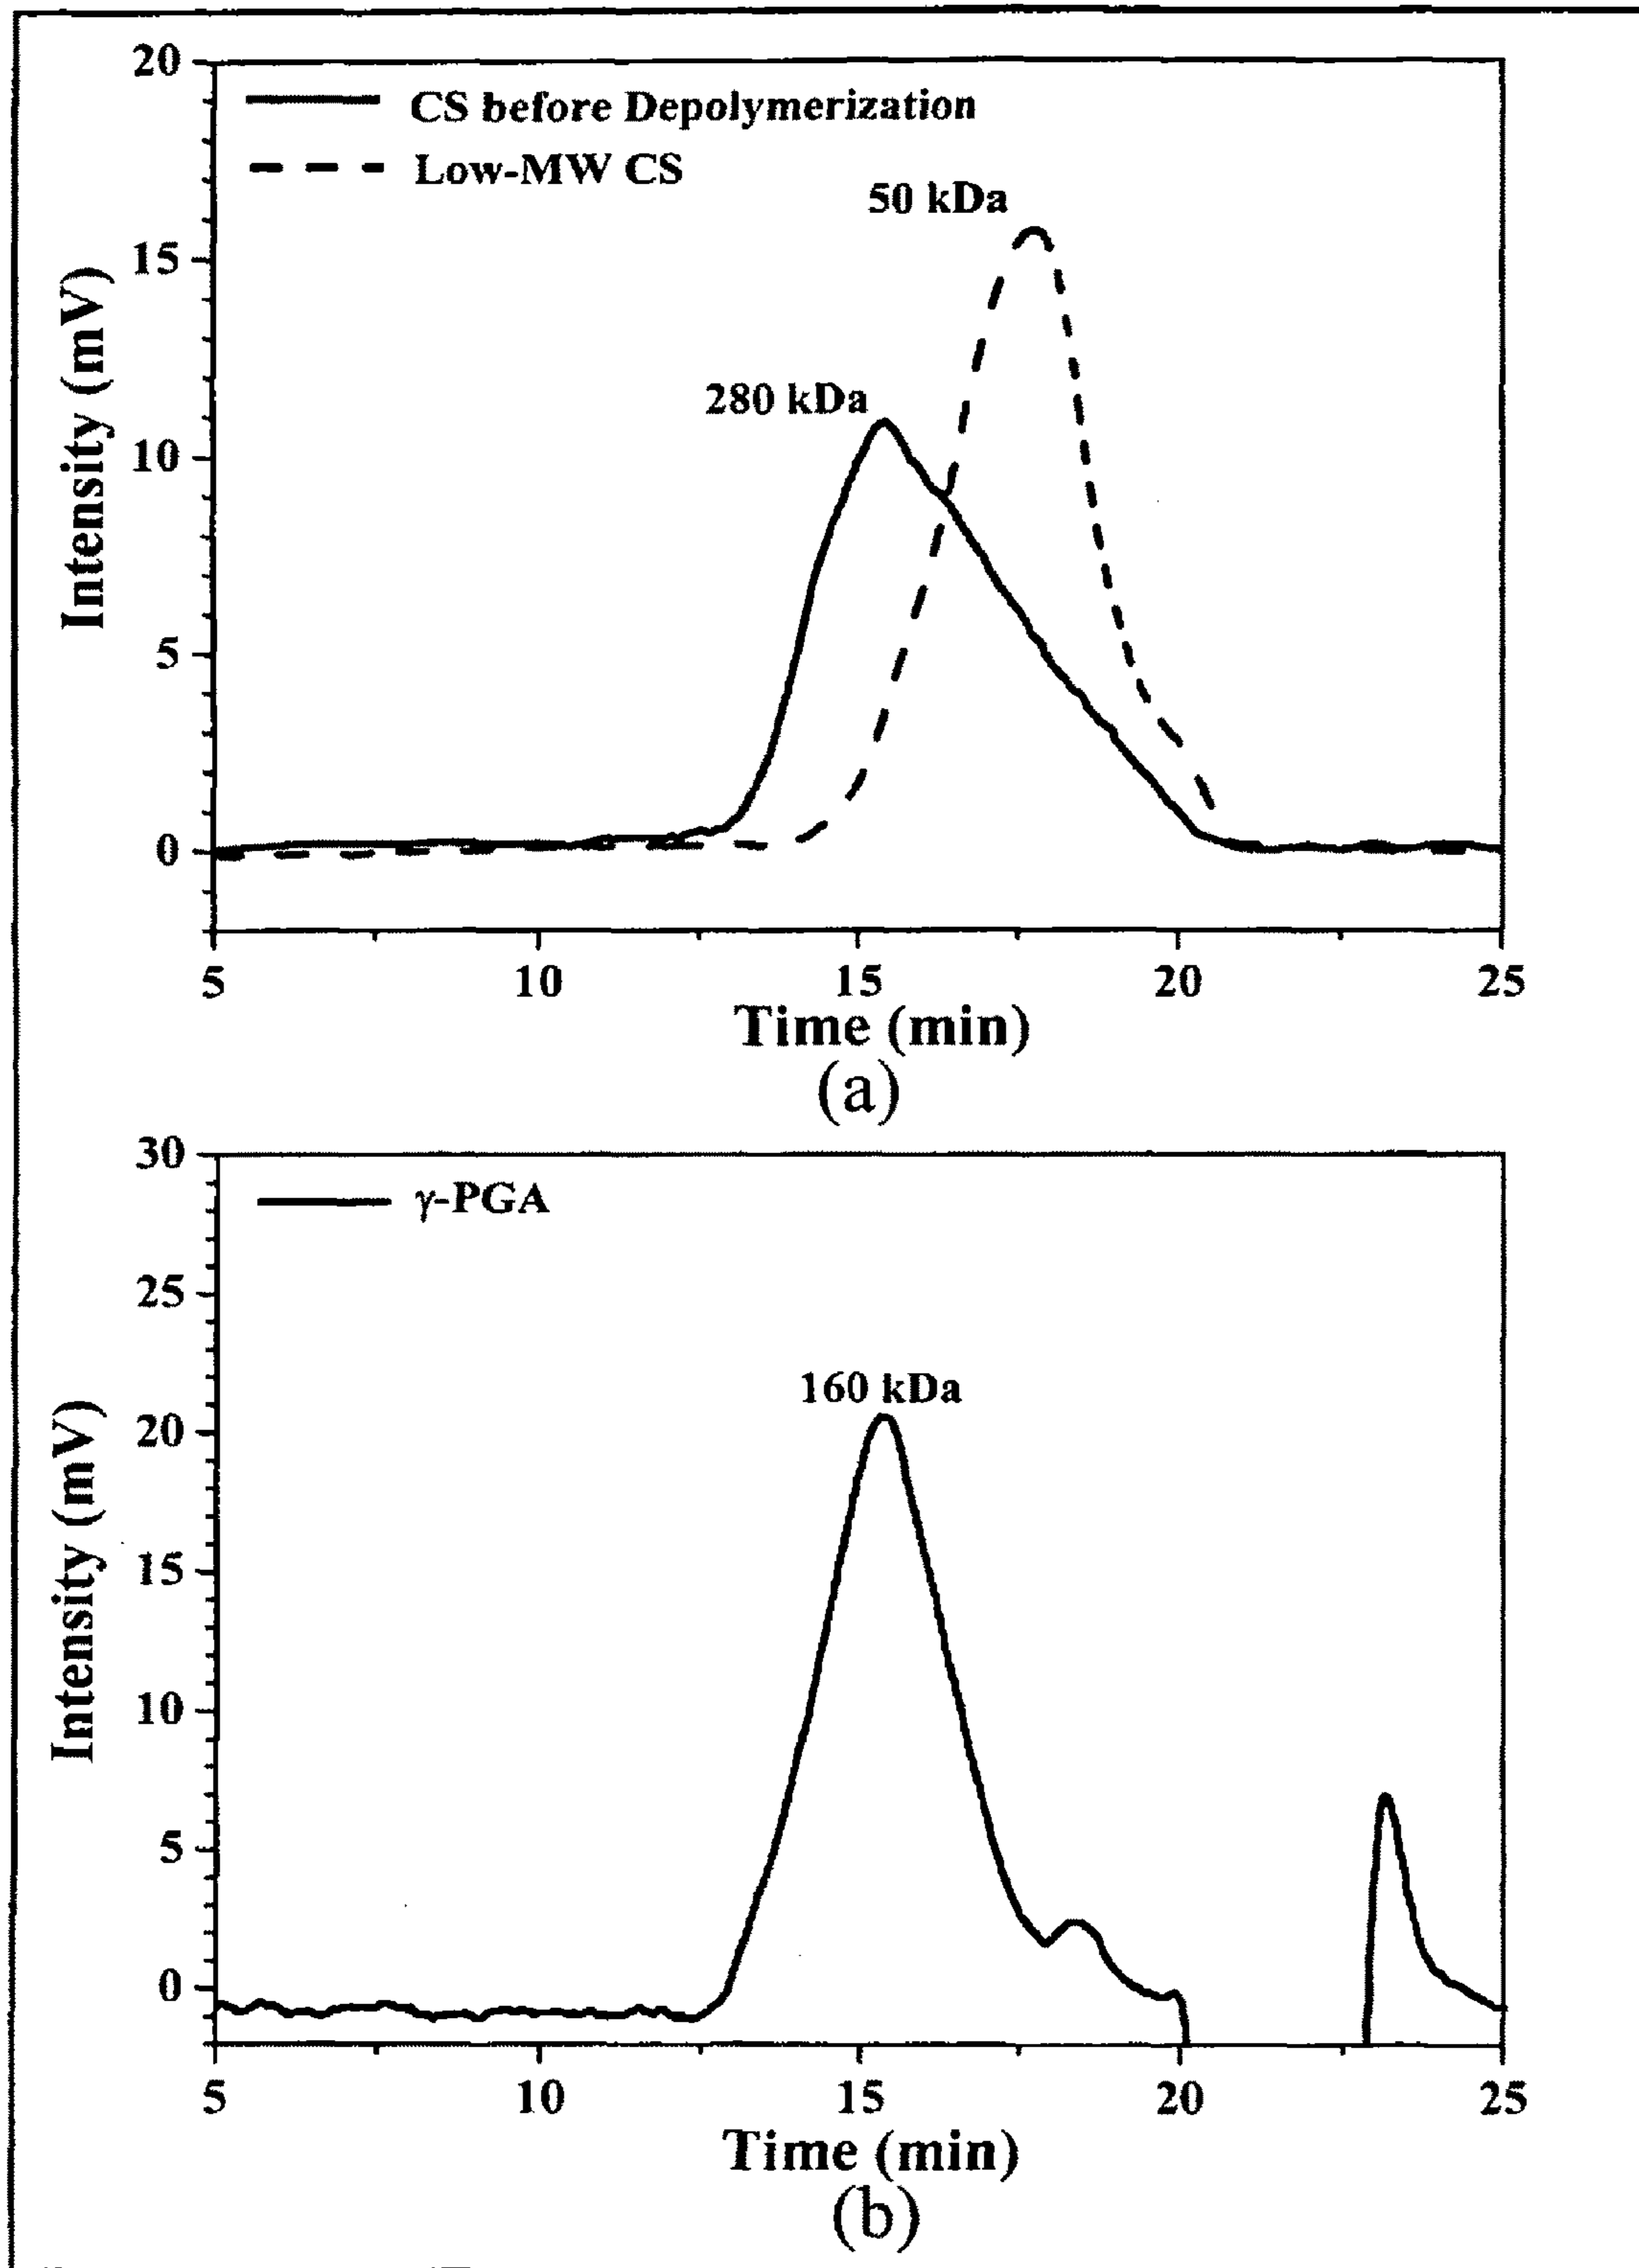 20
CS before Depolymerization
Low-MW CS
50 kDa
15
280 kDa
10
5
0
Intensity (mV)
5 10 15 20 25
Time (min)
(a)
30
γ-PGA
25
160 kDa
20
15
10
5
0
Intensity (mV)
5 10 15 20 25
Time (min)
(b)